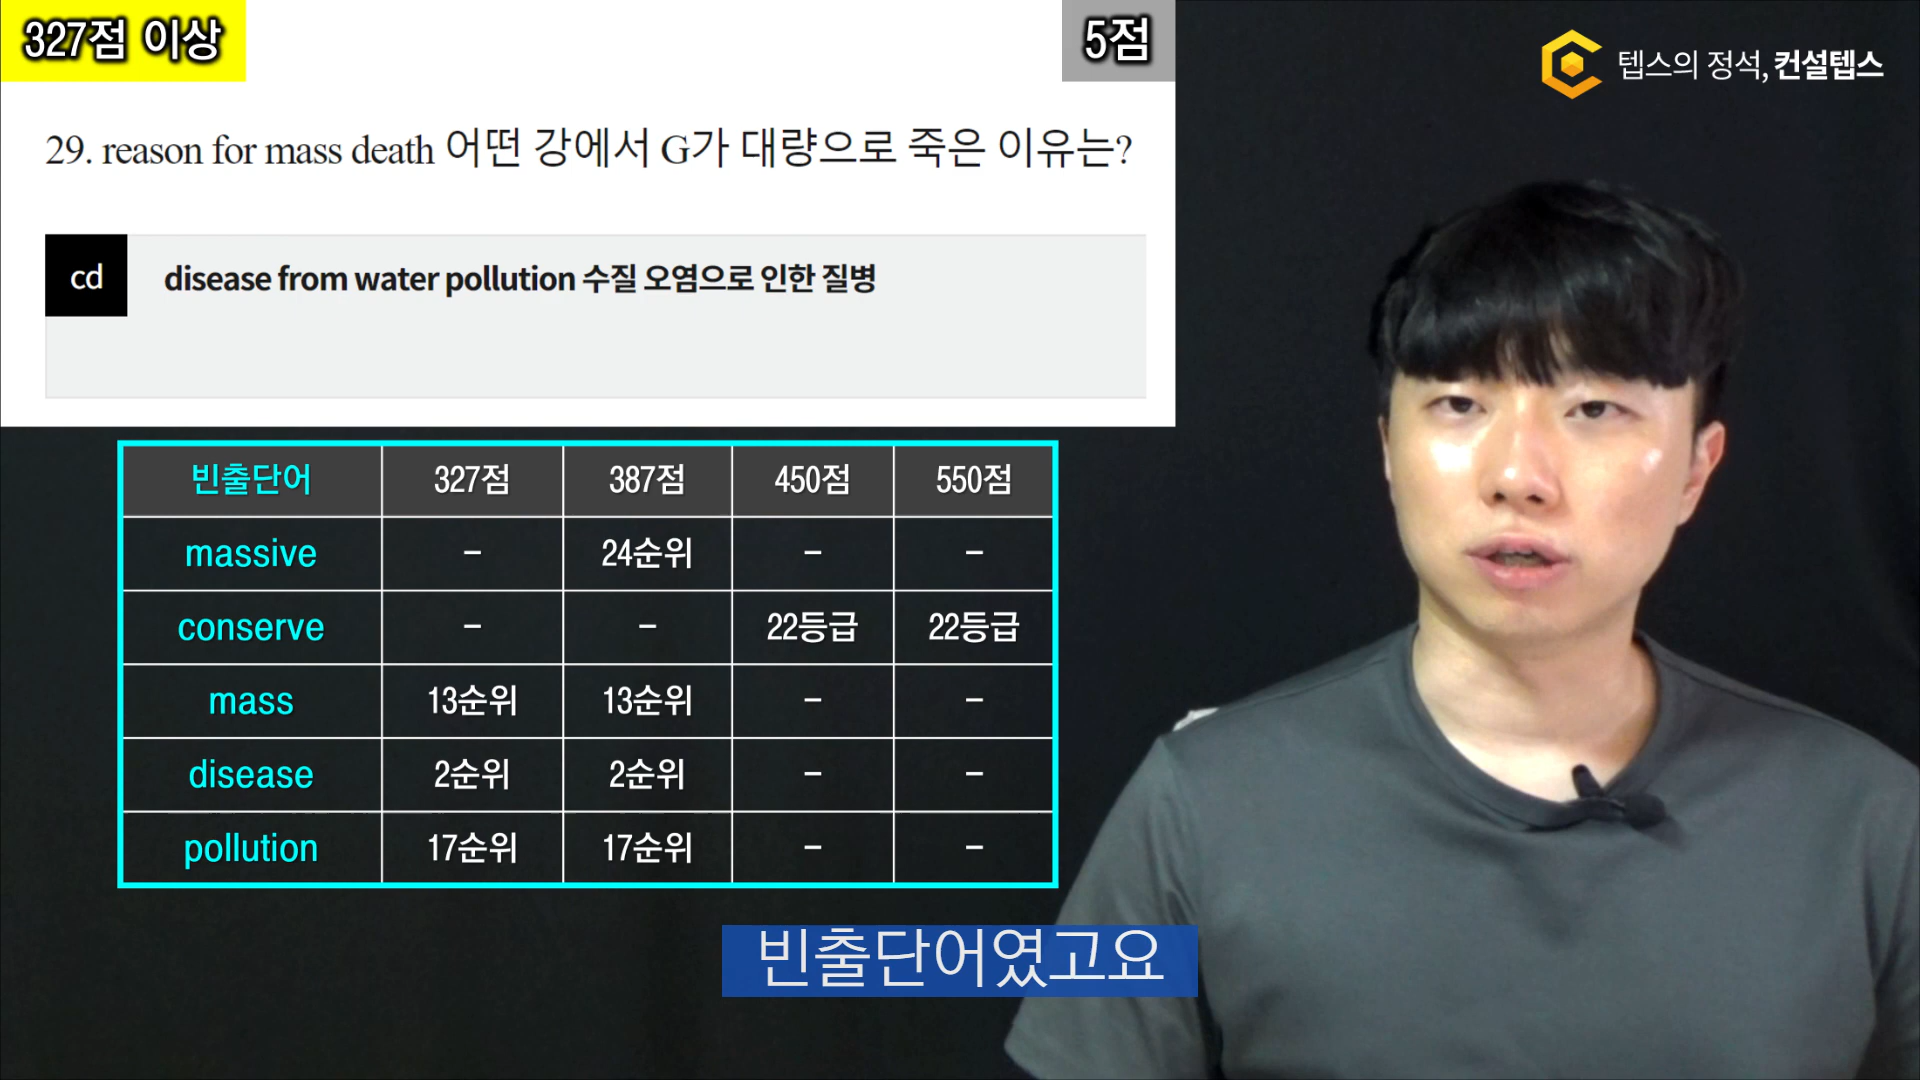 327점 이상
5점
텝스의 정석, 컨설텝스
29. reason for mass death 어떤 강에서 G가 대량으로 죽은 이유는?
cd
disease from water pollution 수질 오염으로 인한 질병
빈출단어 327점 387점 450점 550점
massive - 24순위 - -
conserve - - 22등급 22등급
mass 13순위 13순위 - -
disease 2순위 2순위 - -
pollution 17순위 17순위 - -
빈출단어였고요